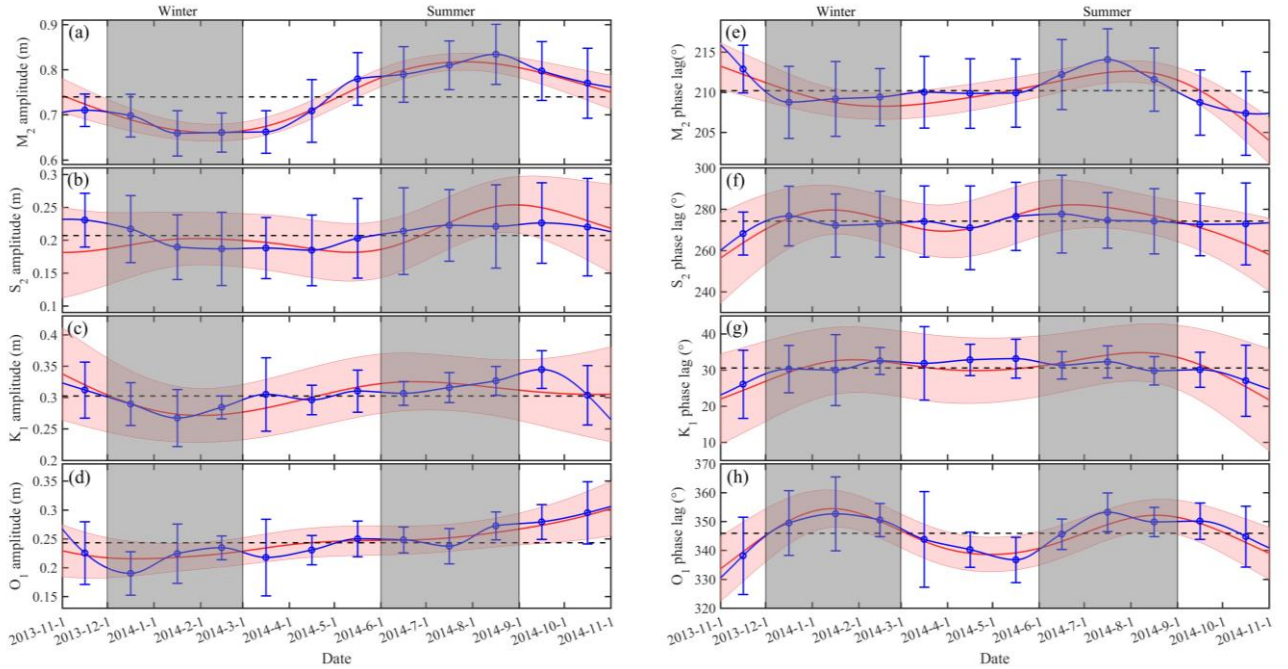 Winter
Summer
(a)
M2 amplitude (m)
0.9
0.8
0.7
0.6
(b)
S2 amplitude (m)
0.3
0.25
0.2
0.15
0.1
(c)
K1 amplitude (m)
0.4
0.35
0.3
0.25
0.2
(d)
O1 amplitude (m)
0.35
0.3
0.25
0.2
0.15
2013-11-1
2013-12-1
2014-1-1
2014-2-1
2014-3-1
2014-4-1
2014-5-1
2014-6-1
2014-7-1
2014-8-1
2014-9-1
2014-10-1
2014-11-1
Date
Winter
Summer
(e)
M2 phase lag(°)
215
210
205
(f)
S2 phase lag (°)
300
280
260
240
230
(g)
K1 phase lag (°)
40
30
20
10
(h)
O1 phase lag (°)
370
360
350
340
330
320
2013-11-1
2013-12-1
2014-1-1
2014-2-1
2014-3-1
2014-4-1
2014-5-1
2014-6-1
2014-7-1
2014-8-1
2014-9-1
2014-10-1
2014-11-1
Date